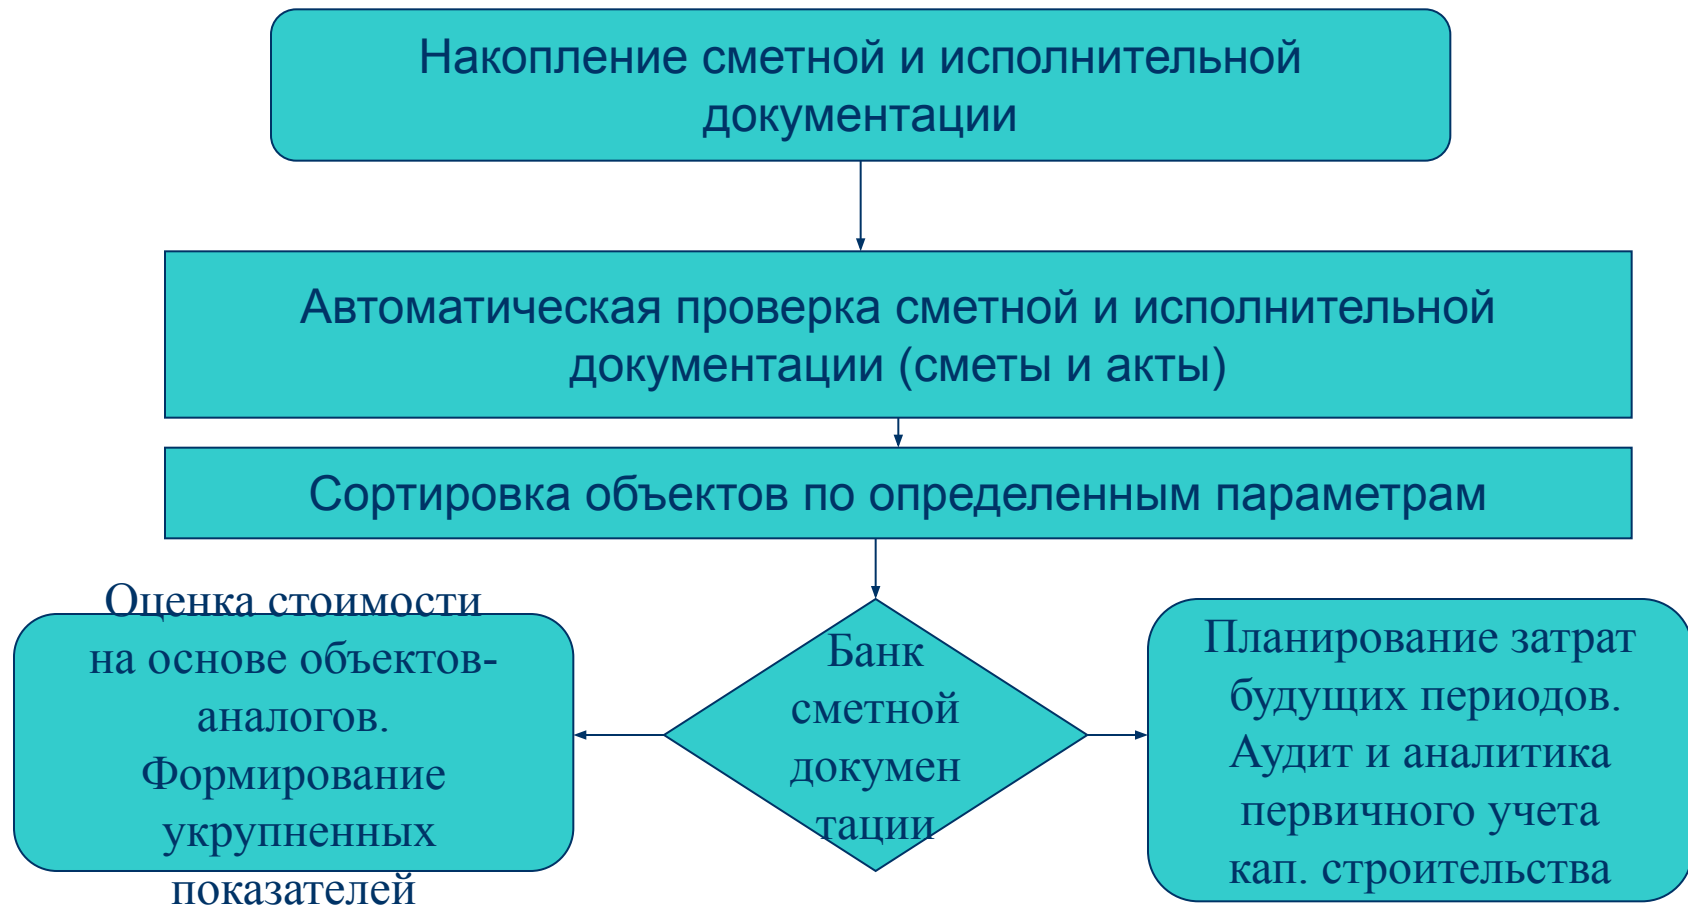 Накопление сметной и исполнительной
документации
Автоматическая проверка сметной и исполнительной
документации (сметы и акты)
Сортировка объектов по определенным параметрам
Оценка стоимости
на основе объектов-
аналогов.
Формирование
укрупненных
показателей
Банк
сметной
докумен
тации
Планирование затрат
будущих периодов.
Аудит и аналитика
первичного учета
кап. строительства